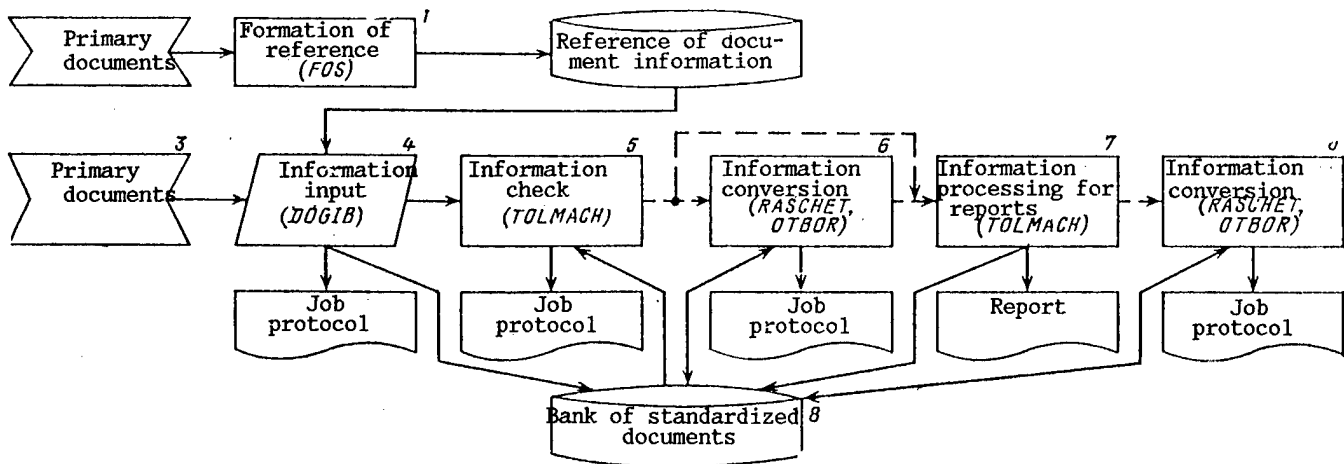 1
Primary
documents
Formation of
reference
(FOS)
Reference of docu-
ment information
3
Primary
documents
4
Information
input
(DOGIB)
5
Information
check
(TOLMACH)
6
Information
conversion
(RASCHET,
OTBOR)
7
Information
processing for
reports
(TOLMACH)
Information
conversion
(RASCHET,
OTBOR)
Job
protocol
Job
protocol
Job
protocol
Report
Job
protocol
Bank of standardized
documents
8